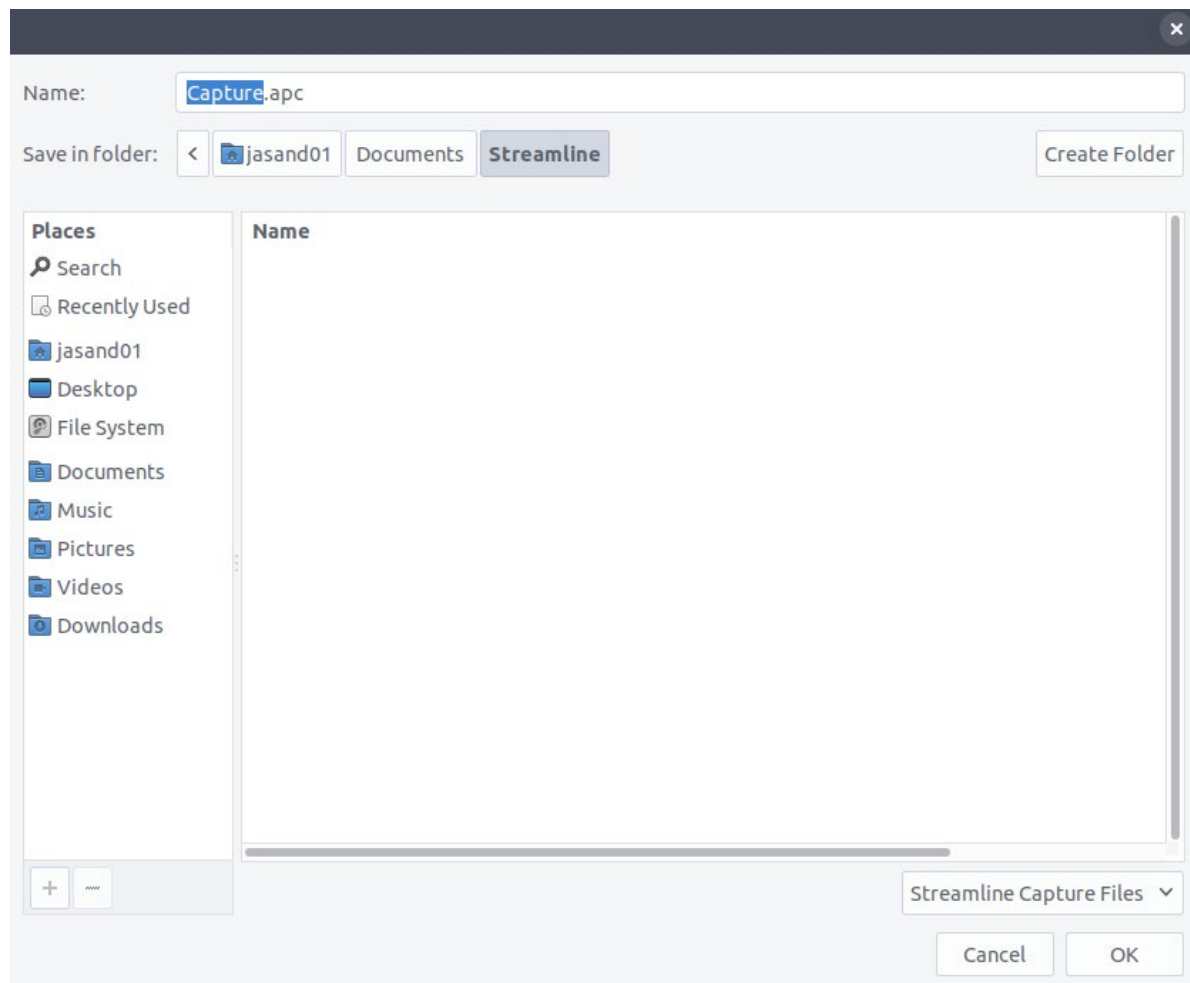 Name: Capture.apc
Save in folder: < jasand01 Documents Streamline Create Folder
Places
Search
Recently Used
jasand01
Desktop
File System
Documents
Music
Pictures
Videos
Downloads
Name
Streamline Capture Files
Cancel OK